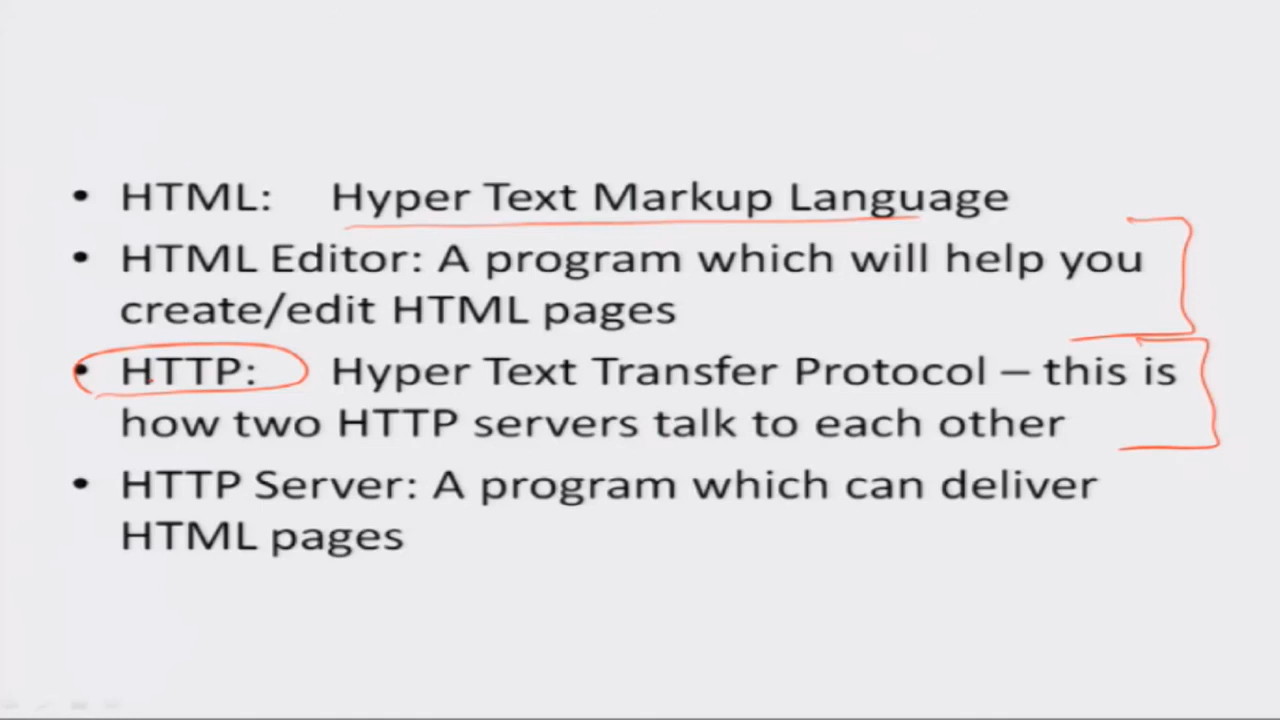 • HTML: Hyper Text Markup Language
• HTML Editor: A program which will help you
create/edit HTML pages
• HTTP: Hyper Text Transfer Protocol – this is
how two HTTP servers talk to each other
• HTTP Server: A program which can deliver
HTML pages